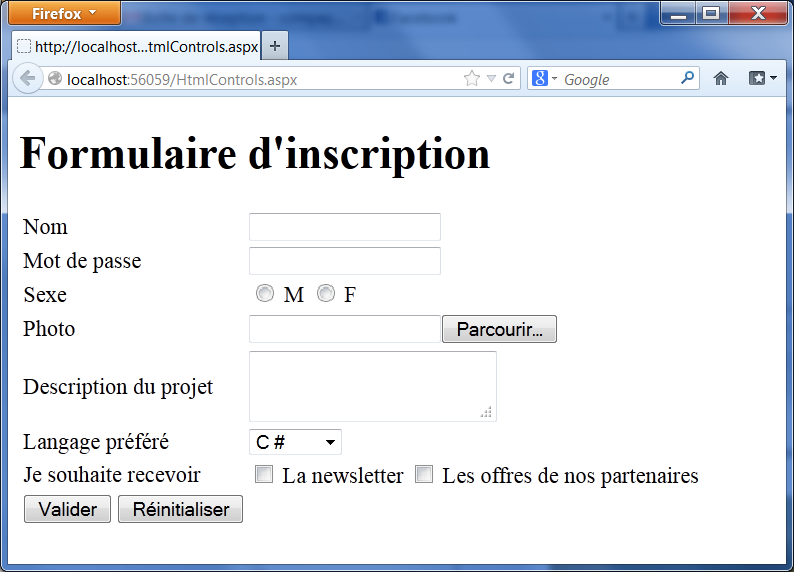 Firefox
http://localhost...tmlControls.aspx
localhost:56059/HtmlControls.aspx
Google
Formulaire d'inscription
Nom
Mot de passe
Sexe M F
Photo Parcourir...
Description du projet
Langage préféré C #
Je souhaite recevoir La newsletter Les offres de nos partenaires
Valider Réinitialiser